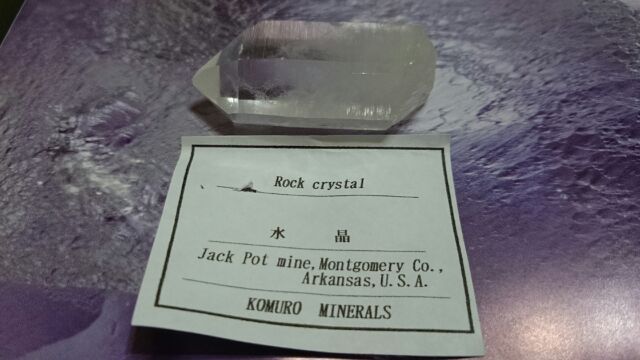 Rock crystal
水 晶
Jack Pot mine,Montgomery Co.,
Arkansas,U.S.A.
KOMURO MINERALS